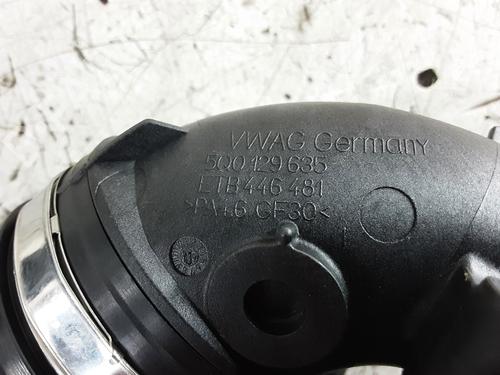 VWAG Germany
5Q0 129 635
LTB 446 481
>PA6 GF30<